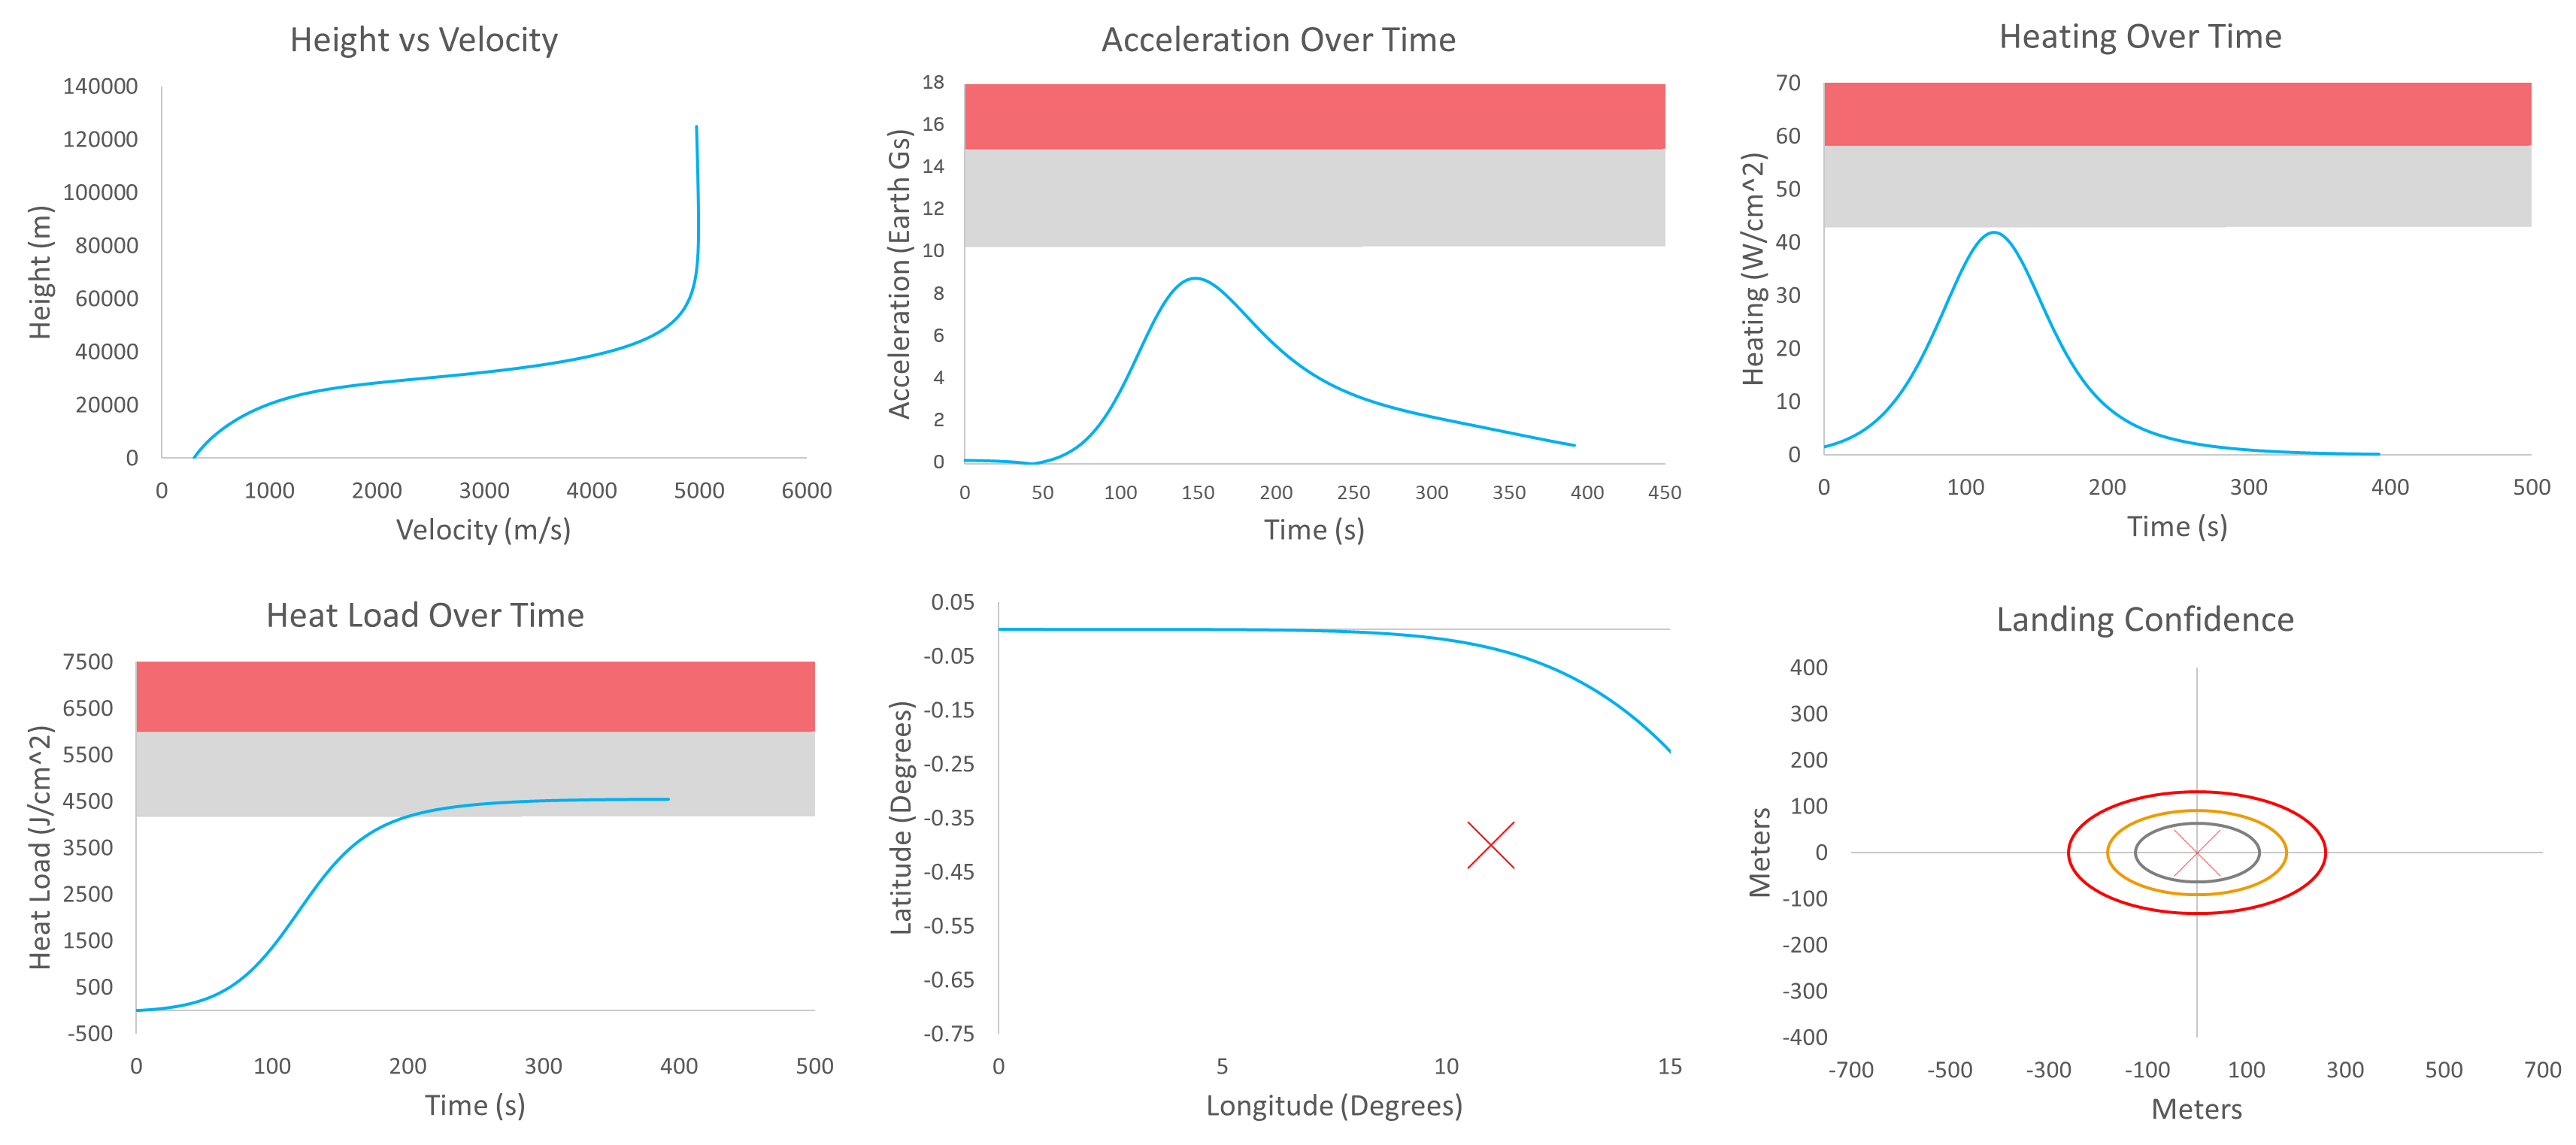 Height vs Velocity
140000
120000
100000
80000
60000
40000
20000
0
Height (m)
0 1000 2000 3000 4000 5000 6000
Velocity (m/s)
Acceleration Over Time
18
16
14
12
10
8
6
4
2
0
Acceleration (Earth Gs)
0 50 100 150 200 250 300 350 400 450
Time (s)
Heating Over Time
70
60
50
40
30
20
10
0
Heating (W/cm^2)
0 100 200 300 400 500
Time (s)
Heat Load Over Time
7500
6500
5500
4500
3500
2500
1500
500
-500
Heat Load (J/cm^2)
0 100 200 300 400 500
Time (s)
0.05
-0.05
-0.15
-0.25
-0.35
-0.45
-0.55
-0.65
-0.75
Latitude (Degrees)
0 5 10 15
Longitude (Degrees)
Landing Confidence
400
300
200
100
0
-100
-200
-300
-400
Meters
-700 -500 -300 -100 100 300 500 700
Meters